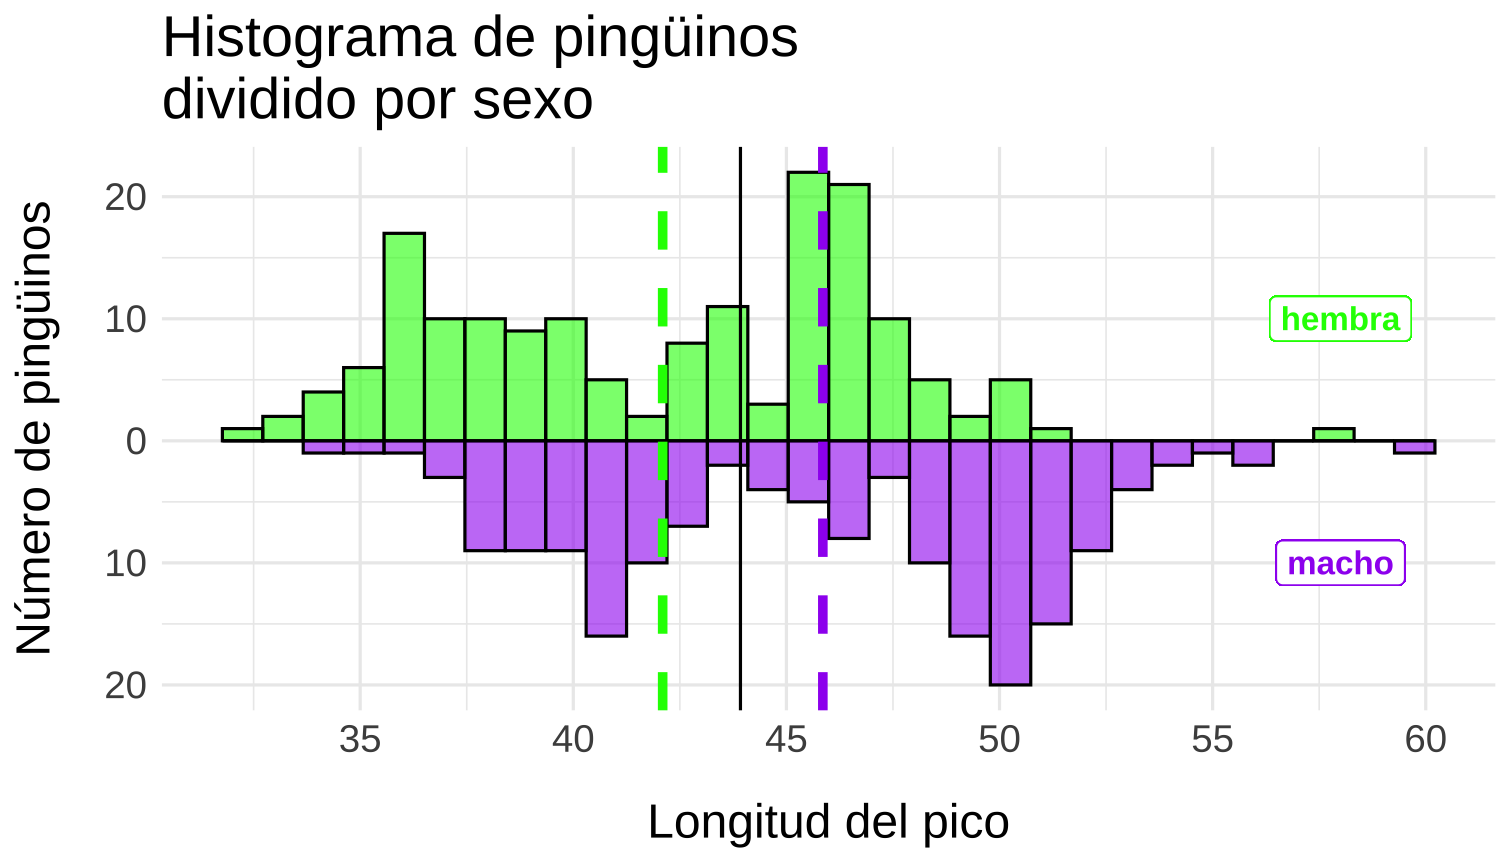 Histograma de pingüinos
dividido por sexo
Número de pingüinos
20
10
0
10
20
hembra
macho
35 40 45 50 55 60
Longitud del pico